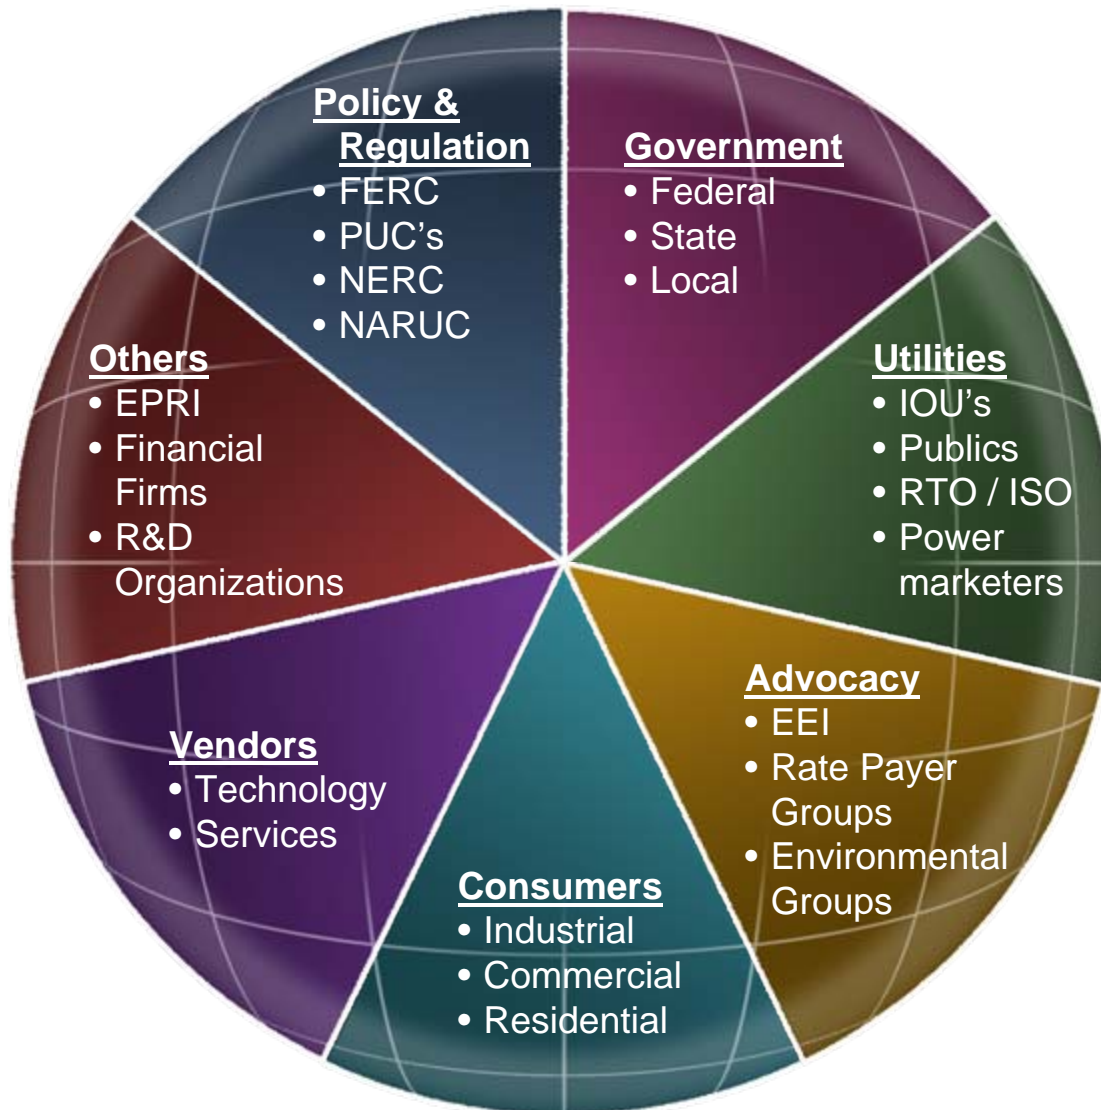 Policy &
Regulation
• FERC
• PUC's
• NERC
• NARUC
Government
• Federal
• State
• Local
Utilities
• IOU's
• Publics
• RTO / ISO
• Power
marketers
Advocacy
• EEI
• Rate Payer
Groups
• Environmental
Groups
Consumers
• Industrial
• Commercial
• Residential
Vendors
• Technology
• Services
Others
• EPRI
• Financial
Firms
• R&D
Organizations